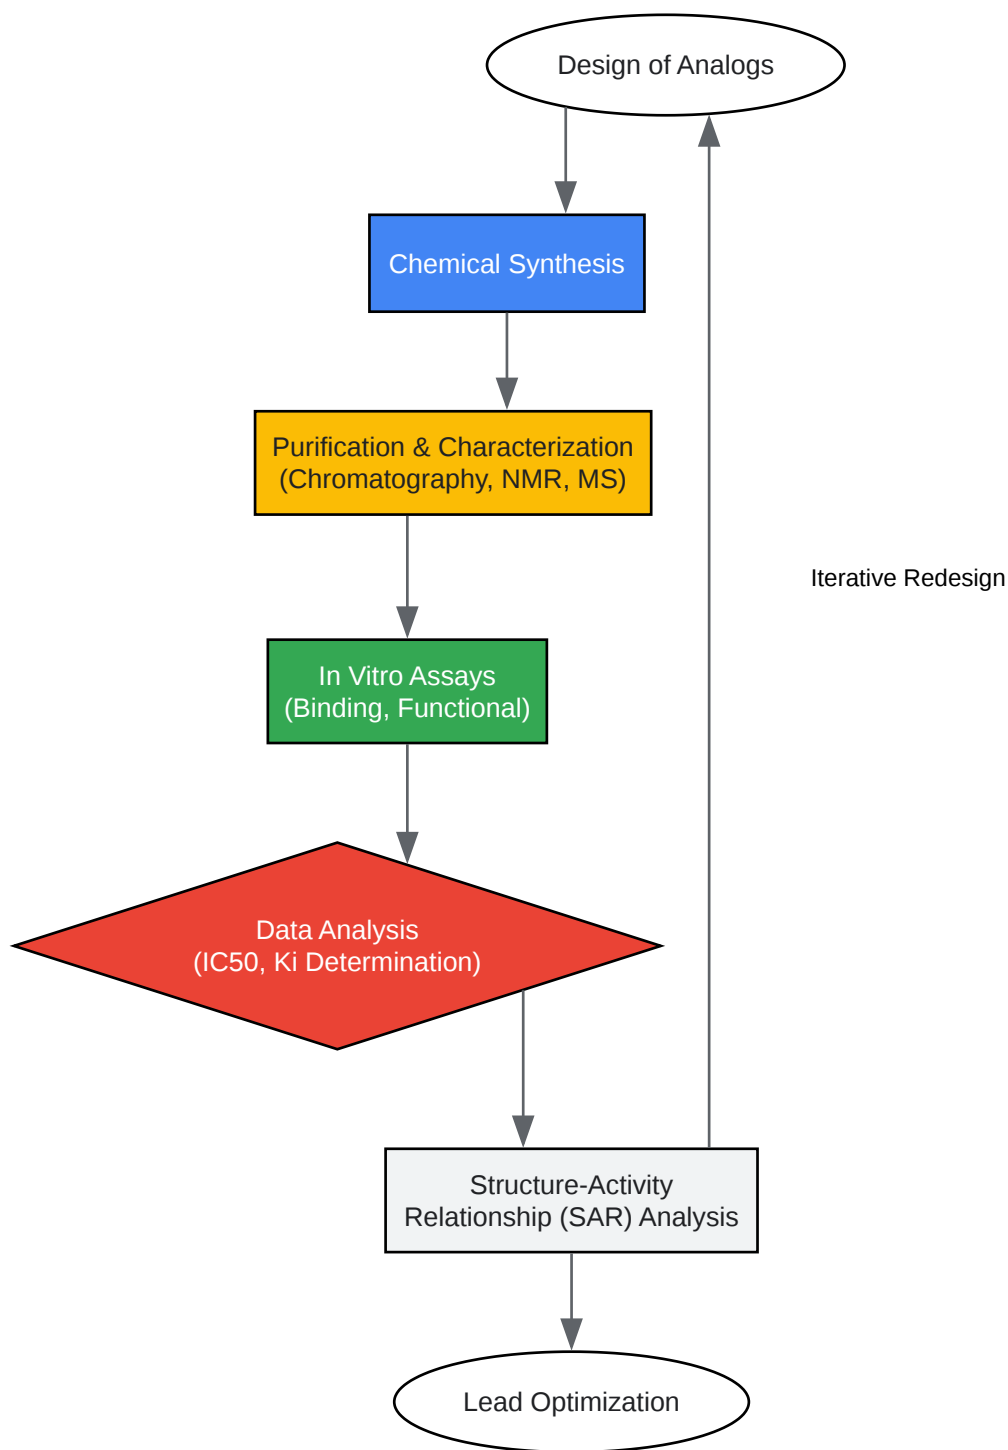 Design of Analogs
Chemical Synthesis
Purification & Characterization
(Chromatography, NMR, MS)
Iterative Redesign
In Vitro Assays
(Binding, Functional)
Data Analysis
(IC50, Ki Determination)
Structure-Activity
Relationship (SAR) Analysis
Lead Optimization